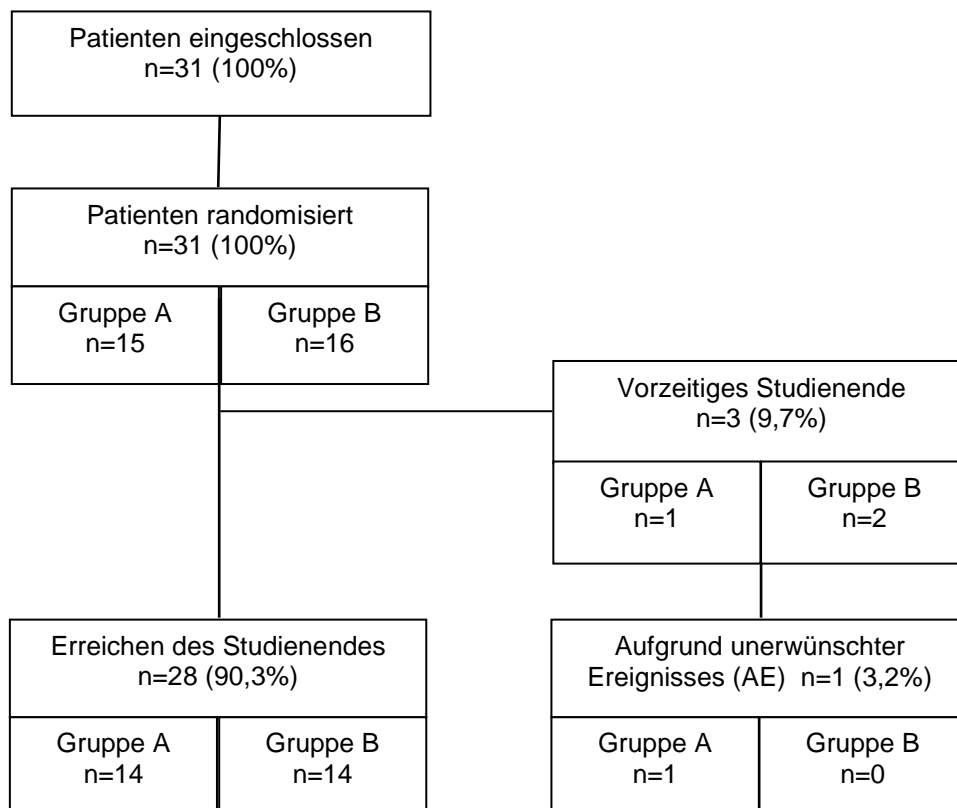 Patienten eingeschlossen
n=31 (100%)
Patienten randomisiert
n=31 (100%)
Gruppe A
n=15
Gruppe B
n=16
Vorzeitiges Studienende
n=3 (9,7%)
Gruppe A
n=1
Gruppe B
n=2
Erreichen des Studienendes
n=28 (90,3%)
Gruppe A
n=14
Gruppe B
n=14
Aufgrund unerwünschter
Ereignisses (AE) n=1 (3,2%)
Gruppe A
n=1
Gruppe B
n=0